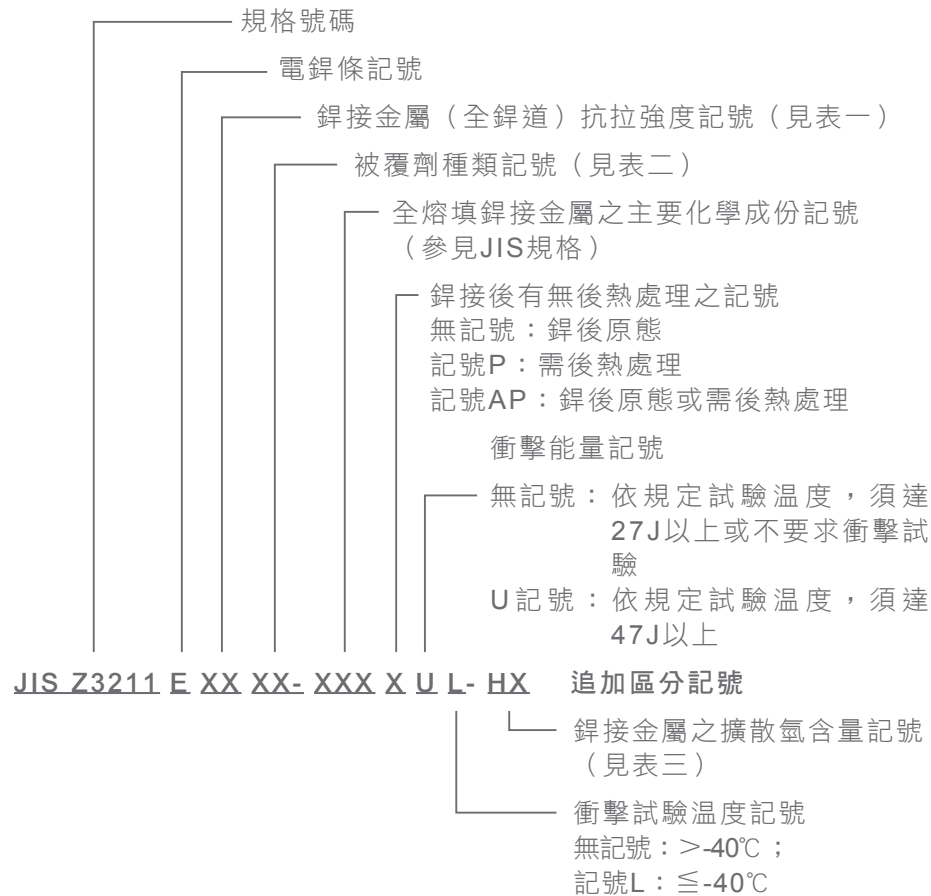 規格號碼
電銲條記號
銲接金屬（全銲道）抗拉強度記號（見表一）
被覆劑種類記號（見表二）
全熔填銲接金屬之主要化學成份記號
（參見JIS規格）
銲接後有無後熱處理之記號
無記號：銲後原態
記號P：需後熱處理
記號AP：銲後原態或需後熱處理
衝擊能量記號
無記號：依規定試驗温度，須達
27J以上或不要求衝擊試
驗
U記號：依規定試驗温度，須達
47J以上
JIS Z3211 E XX XX- XXX X U L- HX 追加區分記號
銲接金屬之擴散氫含量記號
（見表三）
衝擊試驗温度記號
無記號：＞-40℃；
記號L：≦-40℃